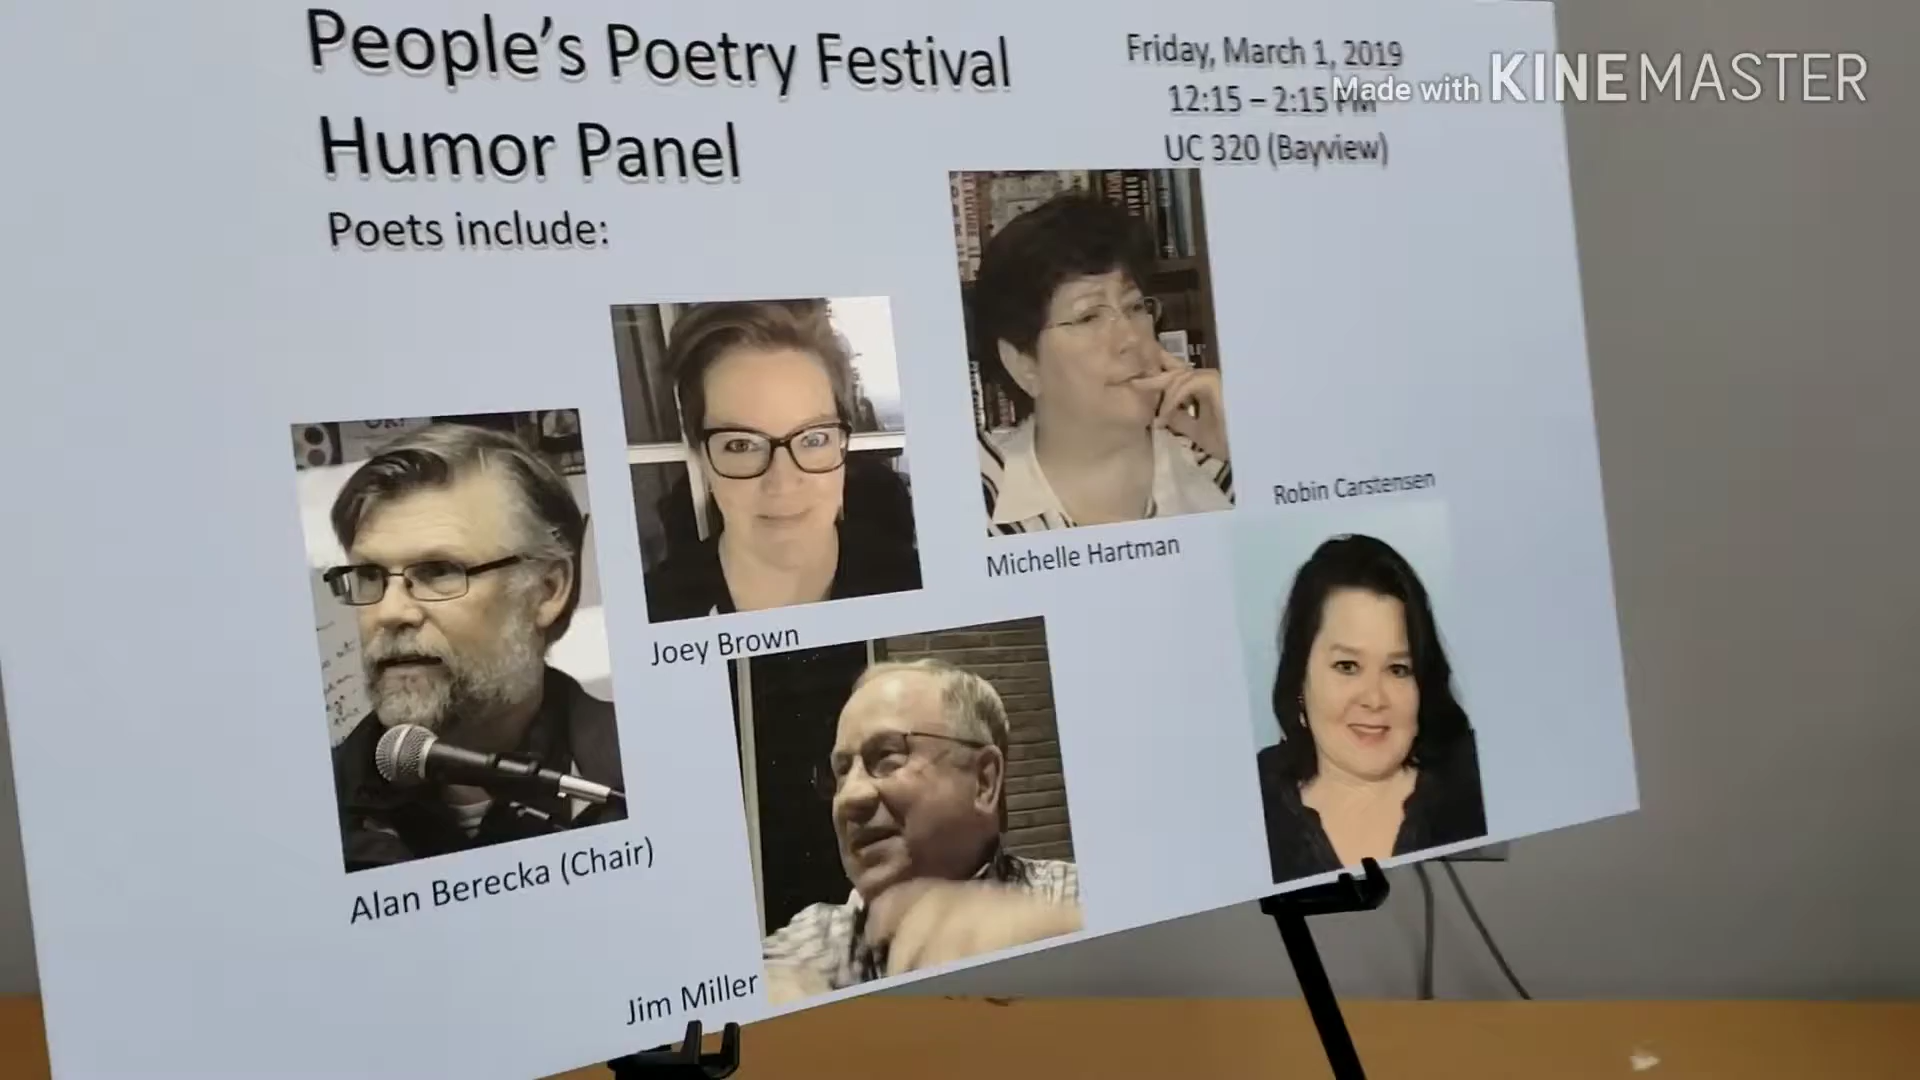 People's Poetry Festival
Humor Panel
Poets include:
Friday, March 1, 2019
12:15 – 2:15 PM
UC 320 (Bayview)
Made with KINEMASTER
Robin Carstensen
Michelle Hartman
Joey Brown
Alan Berecka (Chair)
Jim Miller